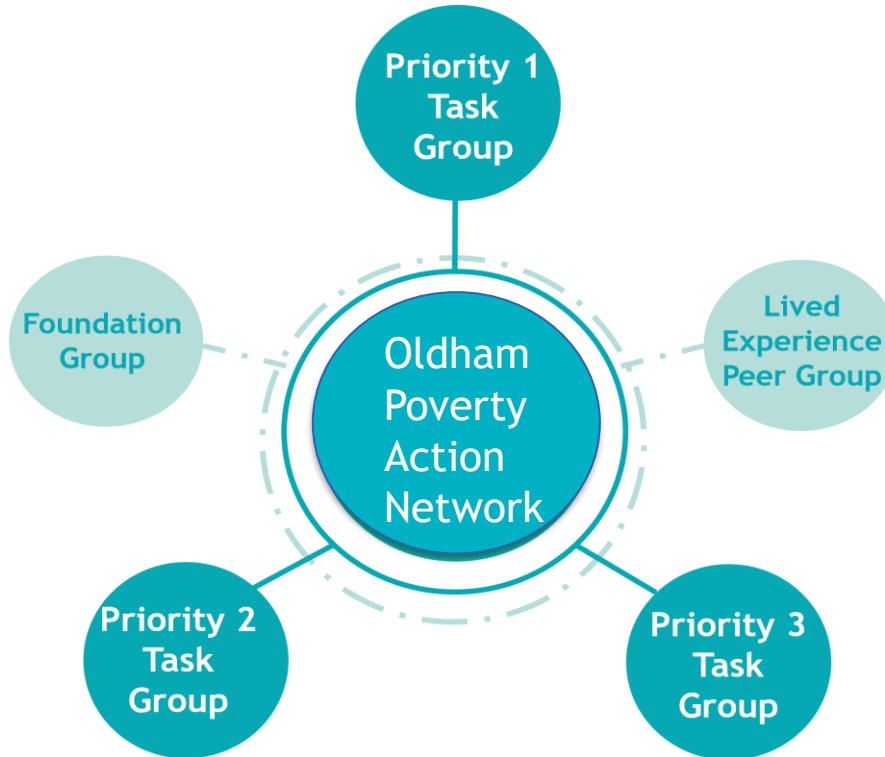 Priority 1
Task
Group
Foundation
Group
Lived
Experience
Peer Group
Oldham
Poverty
Action
Network
Priority 2
Task
Group
Priority 3
Task
Group